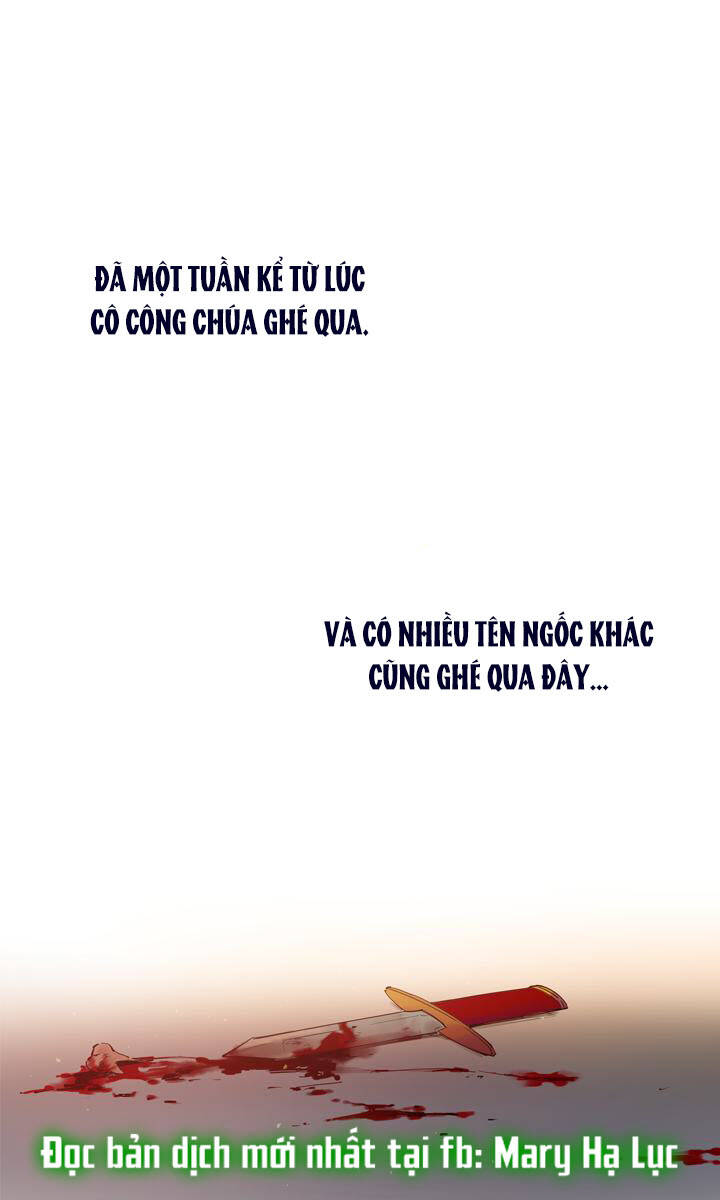 ĐÃ MỘT TUẦN KỂ TỪ LÚC
CÔ CÔNG CHÚA GHÉ QUA.
VÀ CÓ NHIỀU TÊN NGỐC KHÁC
CŨNG GHÉ QUA ĐÂY...
Đọc bản dịch mới nhất tại fb: Mary Hạ Lục